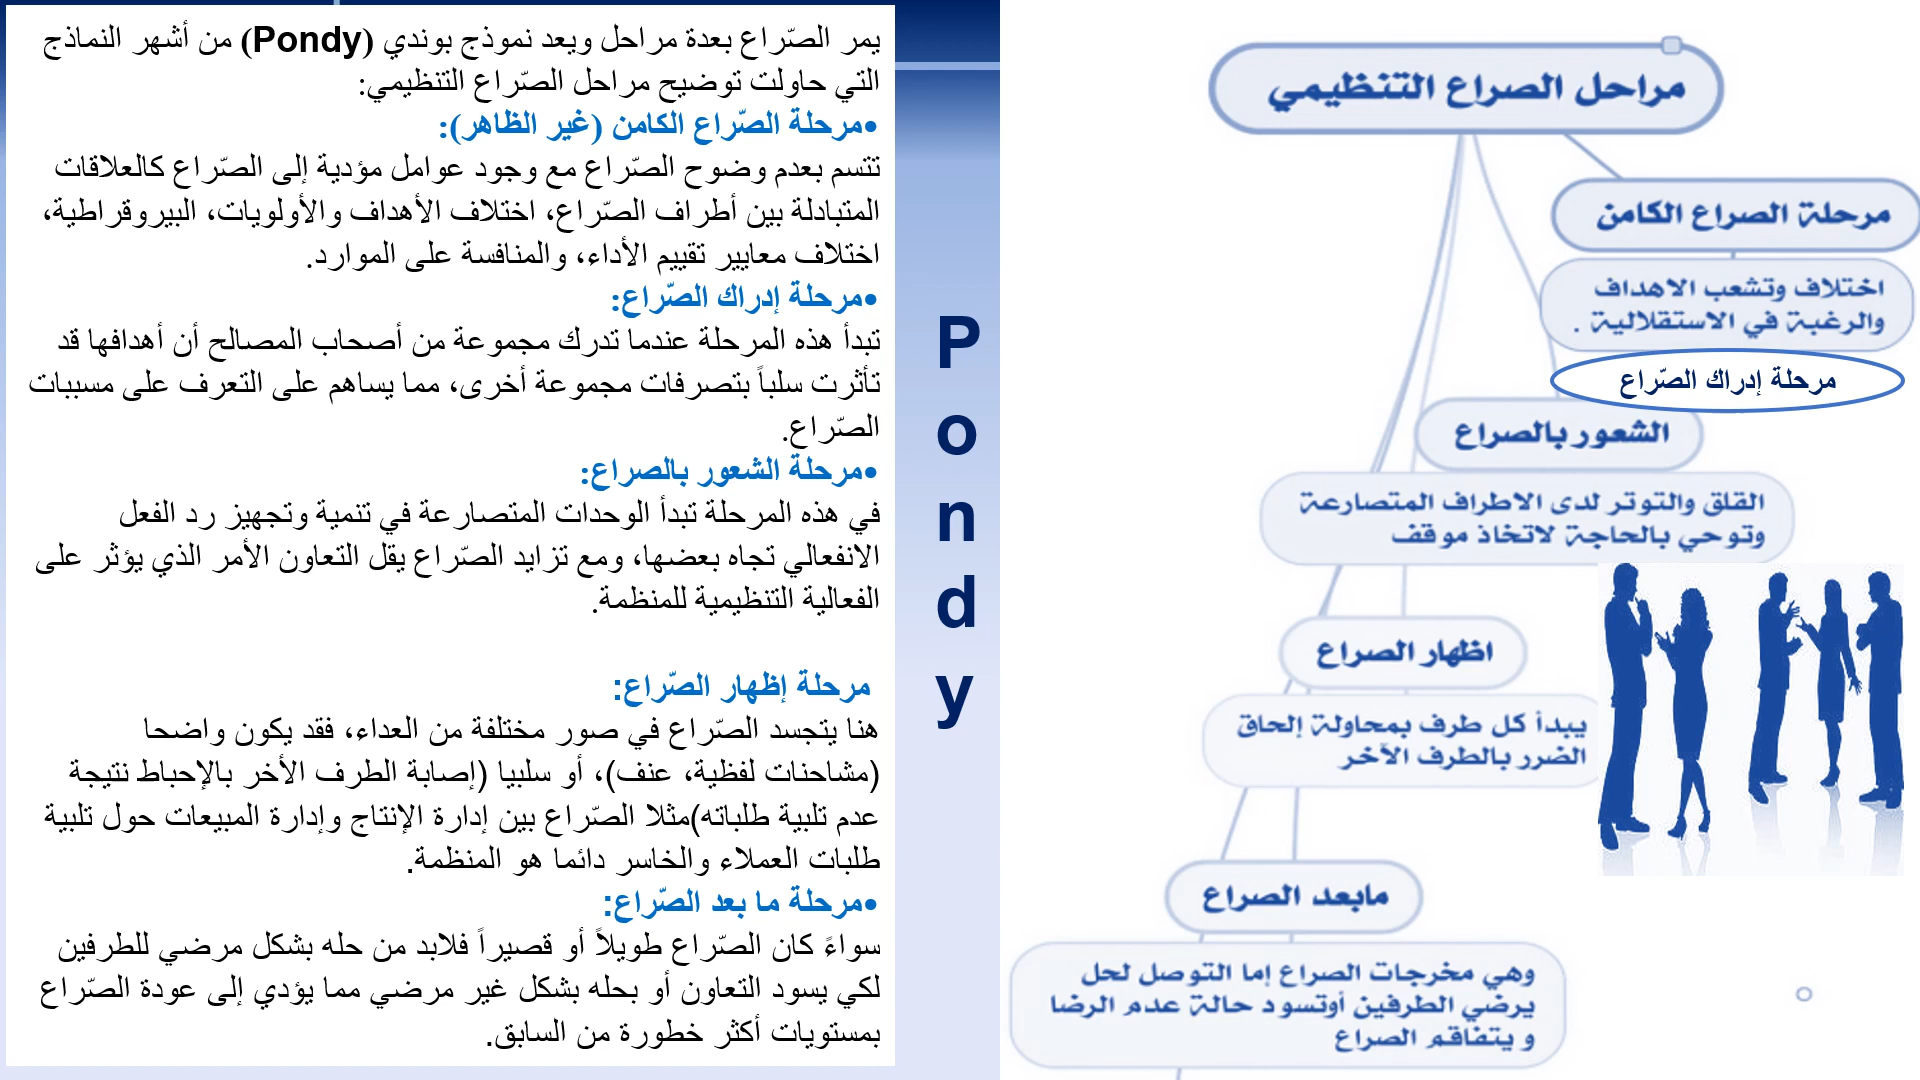 يمر الصّراع بعدة مراحل ويعد نموذج بوندي (Pondy) من أشهر النماذج
التي حاولت توضيح مراحل الصّراع التنظيمي:
•مرحلة الصّراع الكامن (غير الظاهر):
تتسم بعدم وضوح الصّراع مع وجود عوامل مؤدية إلى الصّراع كالعلاقات
المتبادلة بين أطراف الصّراع، اختلاف الأهداف والأولويات، البيروقراطية،
اختلاف معايير تقييم الأداء، والمنافسة على الموارد.
•مرحلة إدراك الصّراع:
تبدأ هذه المرحلة عندما تدرك مجموعة من أصحاب المصالح أن أهدافها قد
تأثرت سلباً بتصرفات مجموعة أخرى، مما يساهم على التعرف على مسببات
الصّراع.
•مرحلة الشعور بالصراع:
في هذه المرحلة تبدأ الوحدات المتصارعة في تنمية وتجهيز رد الفعل
الانفعالي تجاه بعضها، ومع تزايد الصّراع يقل التعاون الأمر الذي يؤثر على
الفعالية التنظيمية للمنظمة.
مرحلة إظهار الصّراع:
هنا يتجسد الصّراع في صور مختلفة من العداء، فقد يكون واضحا
(مشاحنات لفظية، عنف)، أو سلبيا (إصابة الطرف الأخر بالإحباط نتيجة
عدم تلبية طلباته)مثلا الصّراع بين إدارة الإنتاج وإدارة المبيعات حول تلبية
طلبات العملاء والخاسر دائما هو المنظمة.
•مرحلة ما بعد الصّراع:
سواءً كان الصّراع طويلاً أو قصيراً فلابد من حله بشكل مرضي للطرفين
لكي يسود التعاون أو بحله بشكل غير مرضي مما يؤدي إلى عودة الصّراع
بمستويات أكثر خطورة من السابق.
P
o
n
d
y
مراحل الصراع التنظيمي
مرحلة الصراع الكامن
اختلاف وتشعب الاهداف
والرغبة في الاستقلالية .
مرحلة إدراك الصّراع
الشعور بالصراع
القلق والتوتر لدى الاطراف المتصارعة
وتوحي بالحاجة لاتخاذ موقف
اظهار الصراع
يبدأ كل طرف بمحاولة إلحاق
الضرر بالطرف الآخر
مابعد الصراع
وهي مخرجات الصراع إما التوصل لحل
يرضي الطرفين أوتسود حالة عدم الرضا
و يتفاقم الصراع